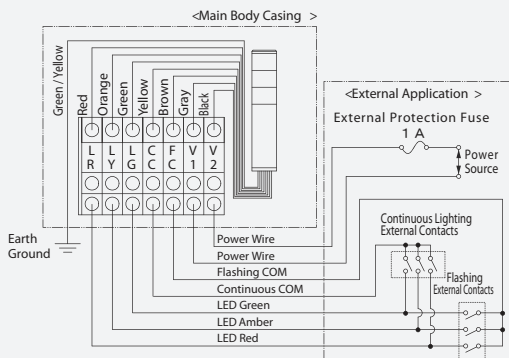 <Main Body Casing >
Green / Yellow
Red
Orange
Green
Yellow
Brown
Gray
Black
L R
L Y
L G
C C
F C
V 1
V 2
<External Application >
External Protection Fuse
1 A
Power
Source
Earth
Ground
Power Wire
Power Wire
Flashing COM
Continuous COM
LED Green
LED Amber
LED Red
Continuous Lighting
External Contacts
Flashing
External Contacts